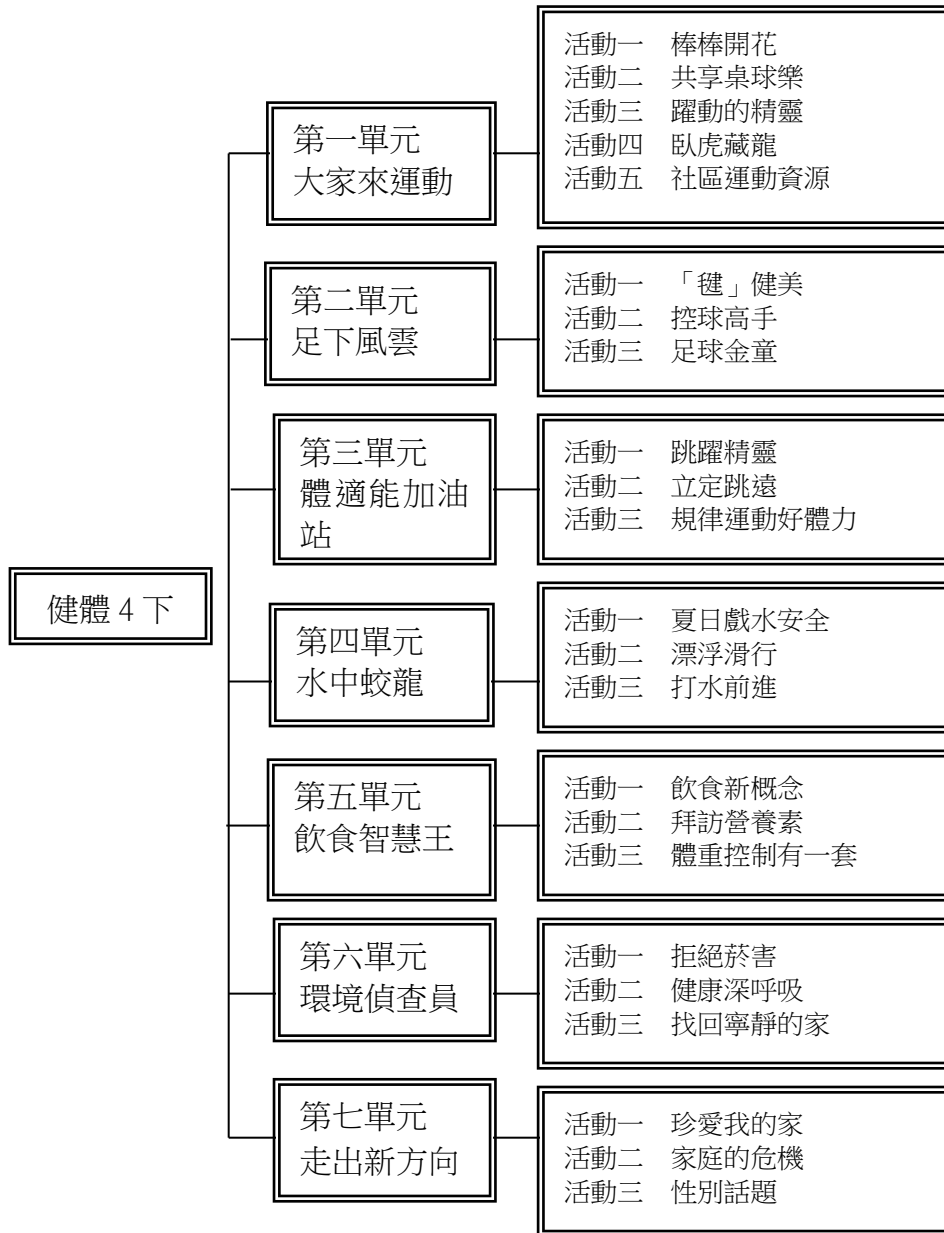 健體 4 下
第一單元
大家來運動
活動一　棒棒開花
活動二　共享桌球樂
活動三　躍動的精靈
活動四　臥虎藏龍
活動五　社區運動資源
第二單元
足下風雲
活動一　「毽」健美
活動二　控球高手
活動三　足球金童
第三單元
體適能加油
站
活動一　跳躍精靈
活動二　立定跳遠
活動三　規律運動好體力
第四單元
水中蛟龍
活動一　夏日戲水安全
活動二　漂浮滑行
活動三　打水前進
第五單元
飲食智慧王
活動一　飲食新概念
活動二　拜訪營養素
活動三　體重控制有一套
第六單元
環境偵查員
活動一　拒絕菸害
活動二　健康深呼吸
活動三　找回寧靜的家
第七單元
走出新方向
活動一　珍愛我的家
活動二　家庭的危機
活動三　性別話題